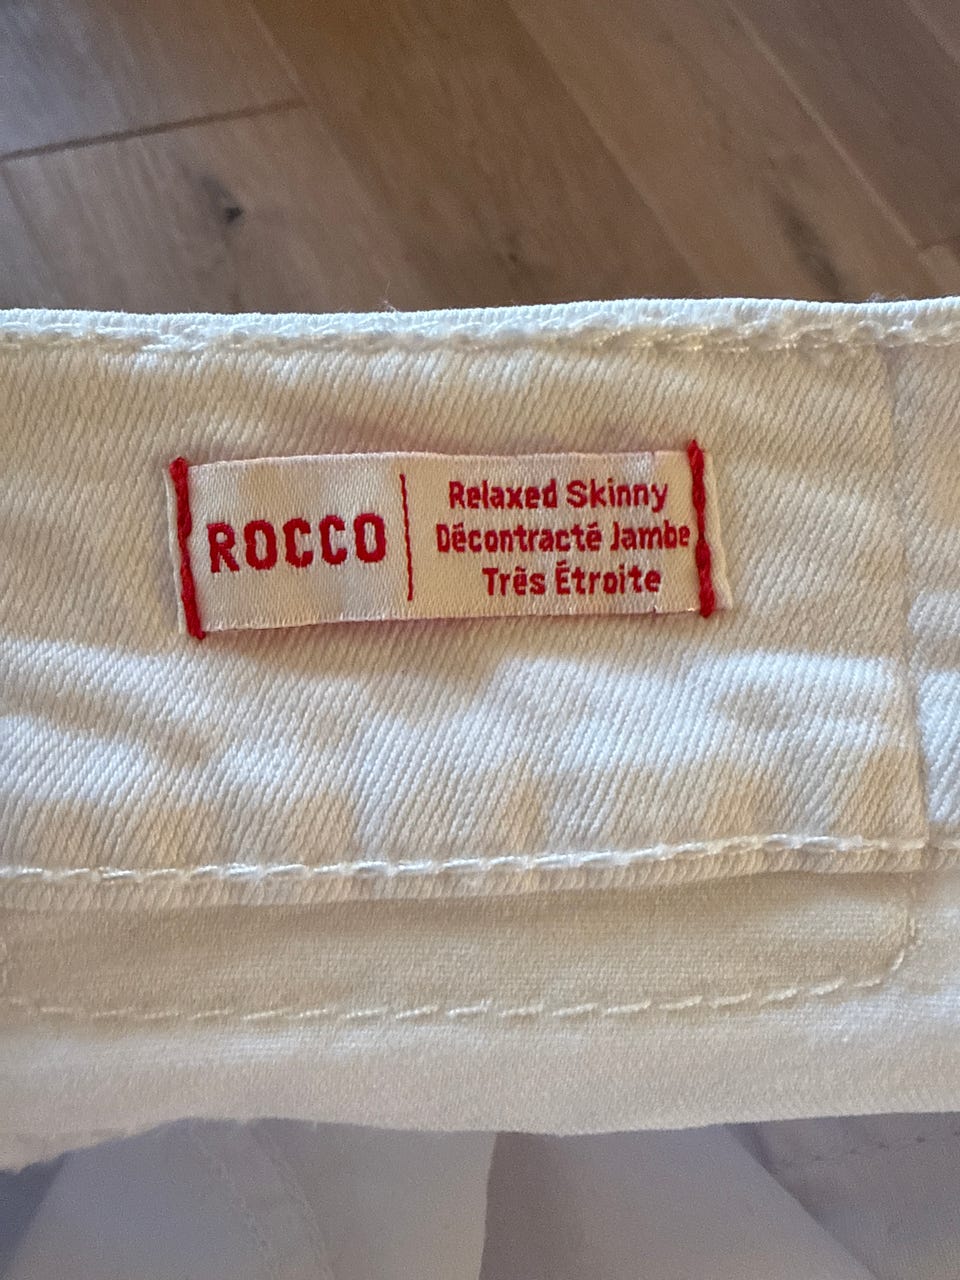 ROCCO
Relaxed Skinny
Décontracté Jambe
Très Étroite